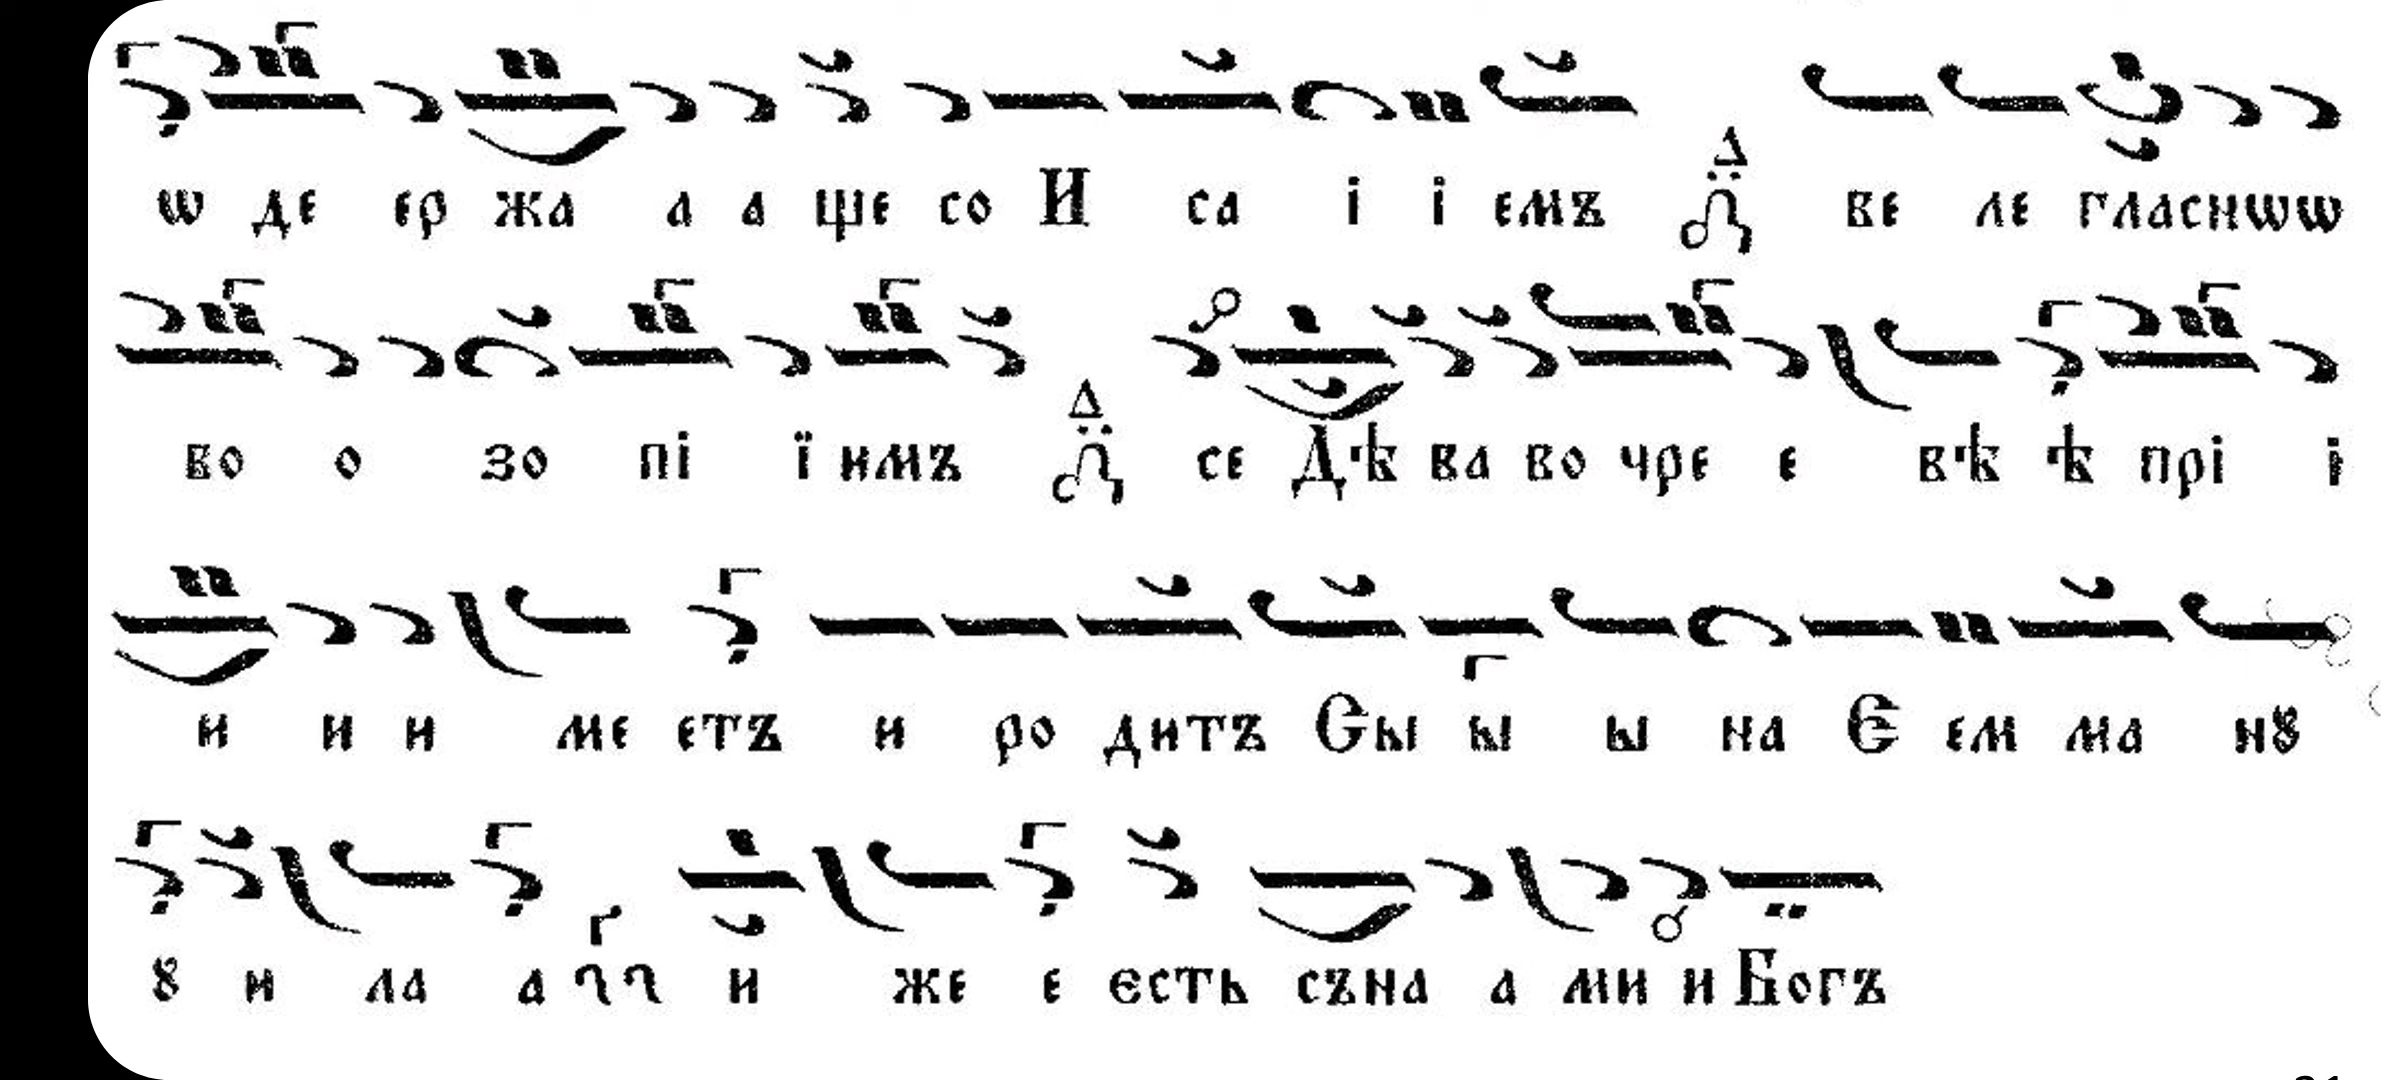 ѡ де ер жа а а ще со И са і і емъ Δ ве ле гласнѡѡ
во о зо пі ї имъ Δ се Дѣ ва во чре е вѣ ѣ прі і
и и и ме етъ и ро дитъ Сы ы ы на Є ем ма нꙋ
ꙋ и ла а и же е єсть съна а ми и Богъ